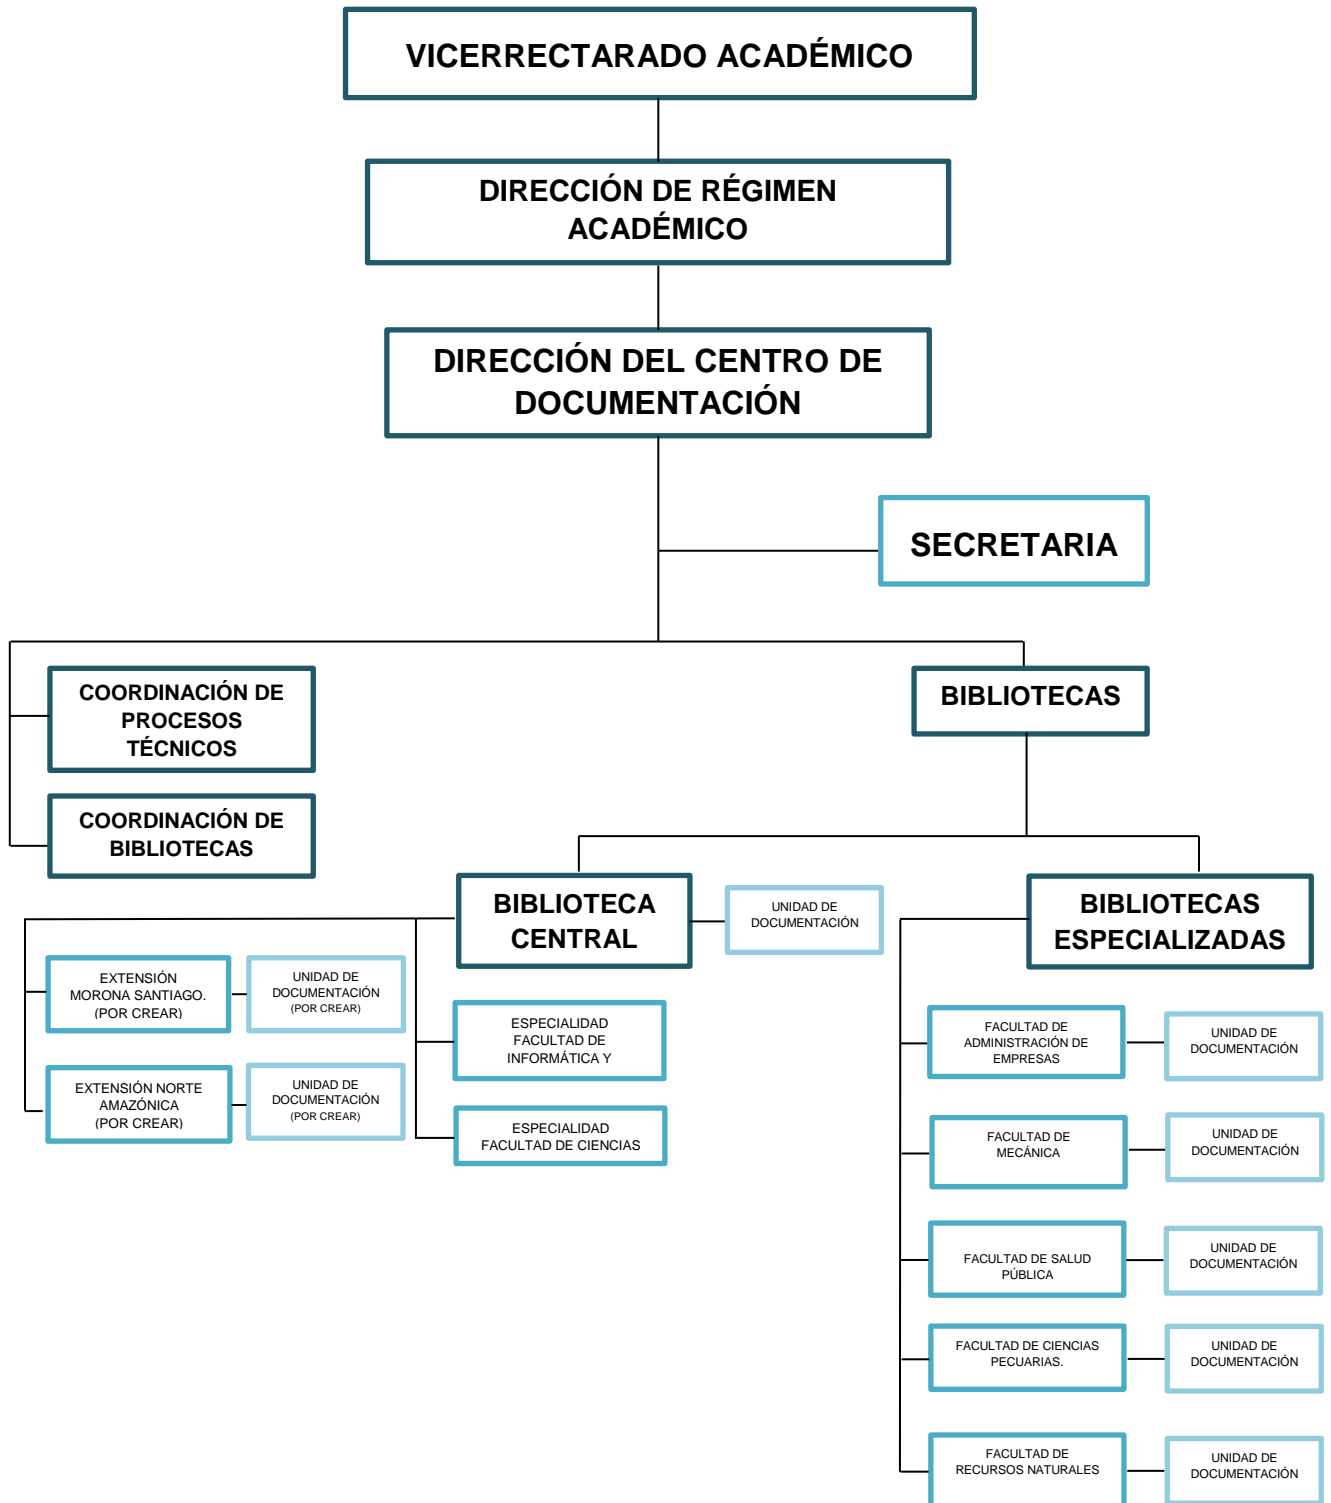 VICERRECTARADO ACADÉMICO
DIRECCIÓN DE RÉGIMEN
ACADÉMICO
DIRECCIÓN DEL CENTRO DE
DOCUMENTACIÓN
SECRETARIA
COORDINACIÓN DE
PROCESOS
TÉCNICOS
COORDINACIÓN DE
BIBLIOTECAS
BIBLIOTECAS
BIBLIOTECA
CENTRAL
UNIDAD DE
DOCUMENTACIÓN
BIBLIOTECAS
ESPECIALIZADAS
EXTENSIÓN
MORONA SANTIAGO.
(POR CREAR)
UNIDAD DE
DOCUMENTACIÓN
(POR CREAR)
EXTENSIÓN NORTE
AMAZÓNICA
(POR CREAR)
UNIDAD DE
DOCUMENTACIÓN
(POR CREAR)
ESPECIALIDAD
FACULTAD DE
INFORMÁTICA Y
ESPECIALIDAD
FACULTAD DE CIENCIAS
FACULTAD DE
ADMINISTRACIÓN DE
EMPRESAS
UNIDAD DE
DOCUMENTACIÓN
FACULTAD DE
MECÁNICA
UNIDAD DE
DOCUMENTACIÓN
FACULTAD DE SALUD
PÚBLICA
UNIDAD DE
DOCUMENTACIÓN
FACULTAD DE CIENCIAS
PECUARIAS.
UNIDAD DE
DOCUMENTACIÓN
FACULTAD DE
RECURSOS NATURALES
UNIDAD DE
DOCUMENTACIÓN